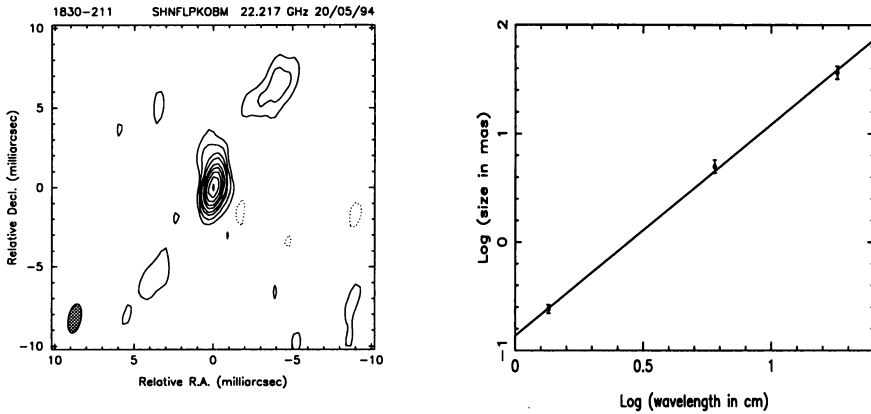 1830-211 SHNFLPKOBM 22.217 GHz 20/05/94
10
5
0
-5
-10
Relative Decl. (milliarcsec)
10 5 0 -5 -10
Relative R.A. (milliarcsec)
2
1
0
-1
Log (size in mas)
0 0.5 1
Log (wavelength in cm)